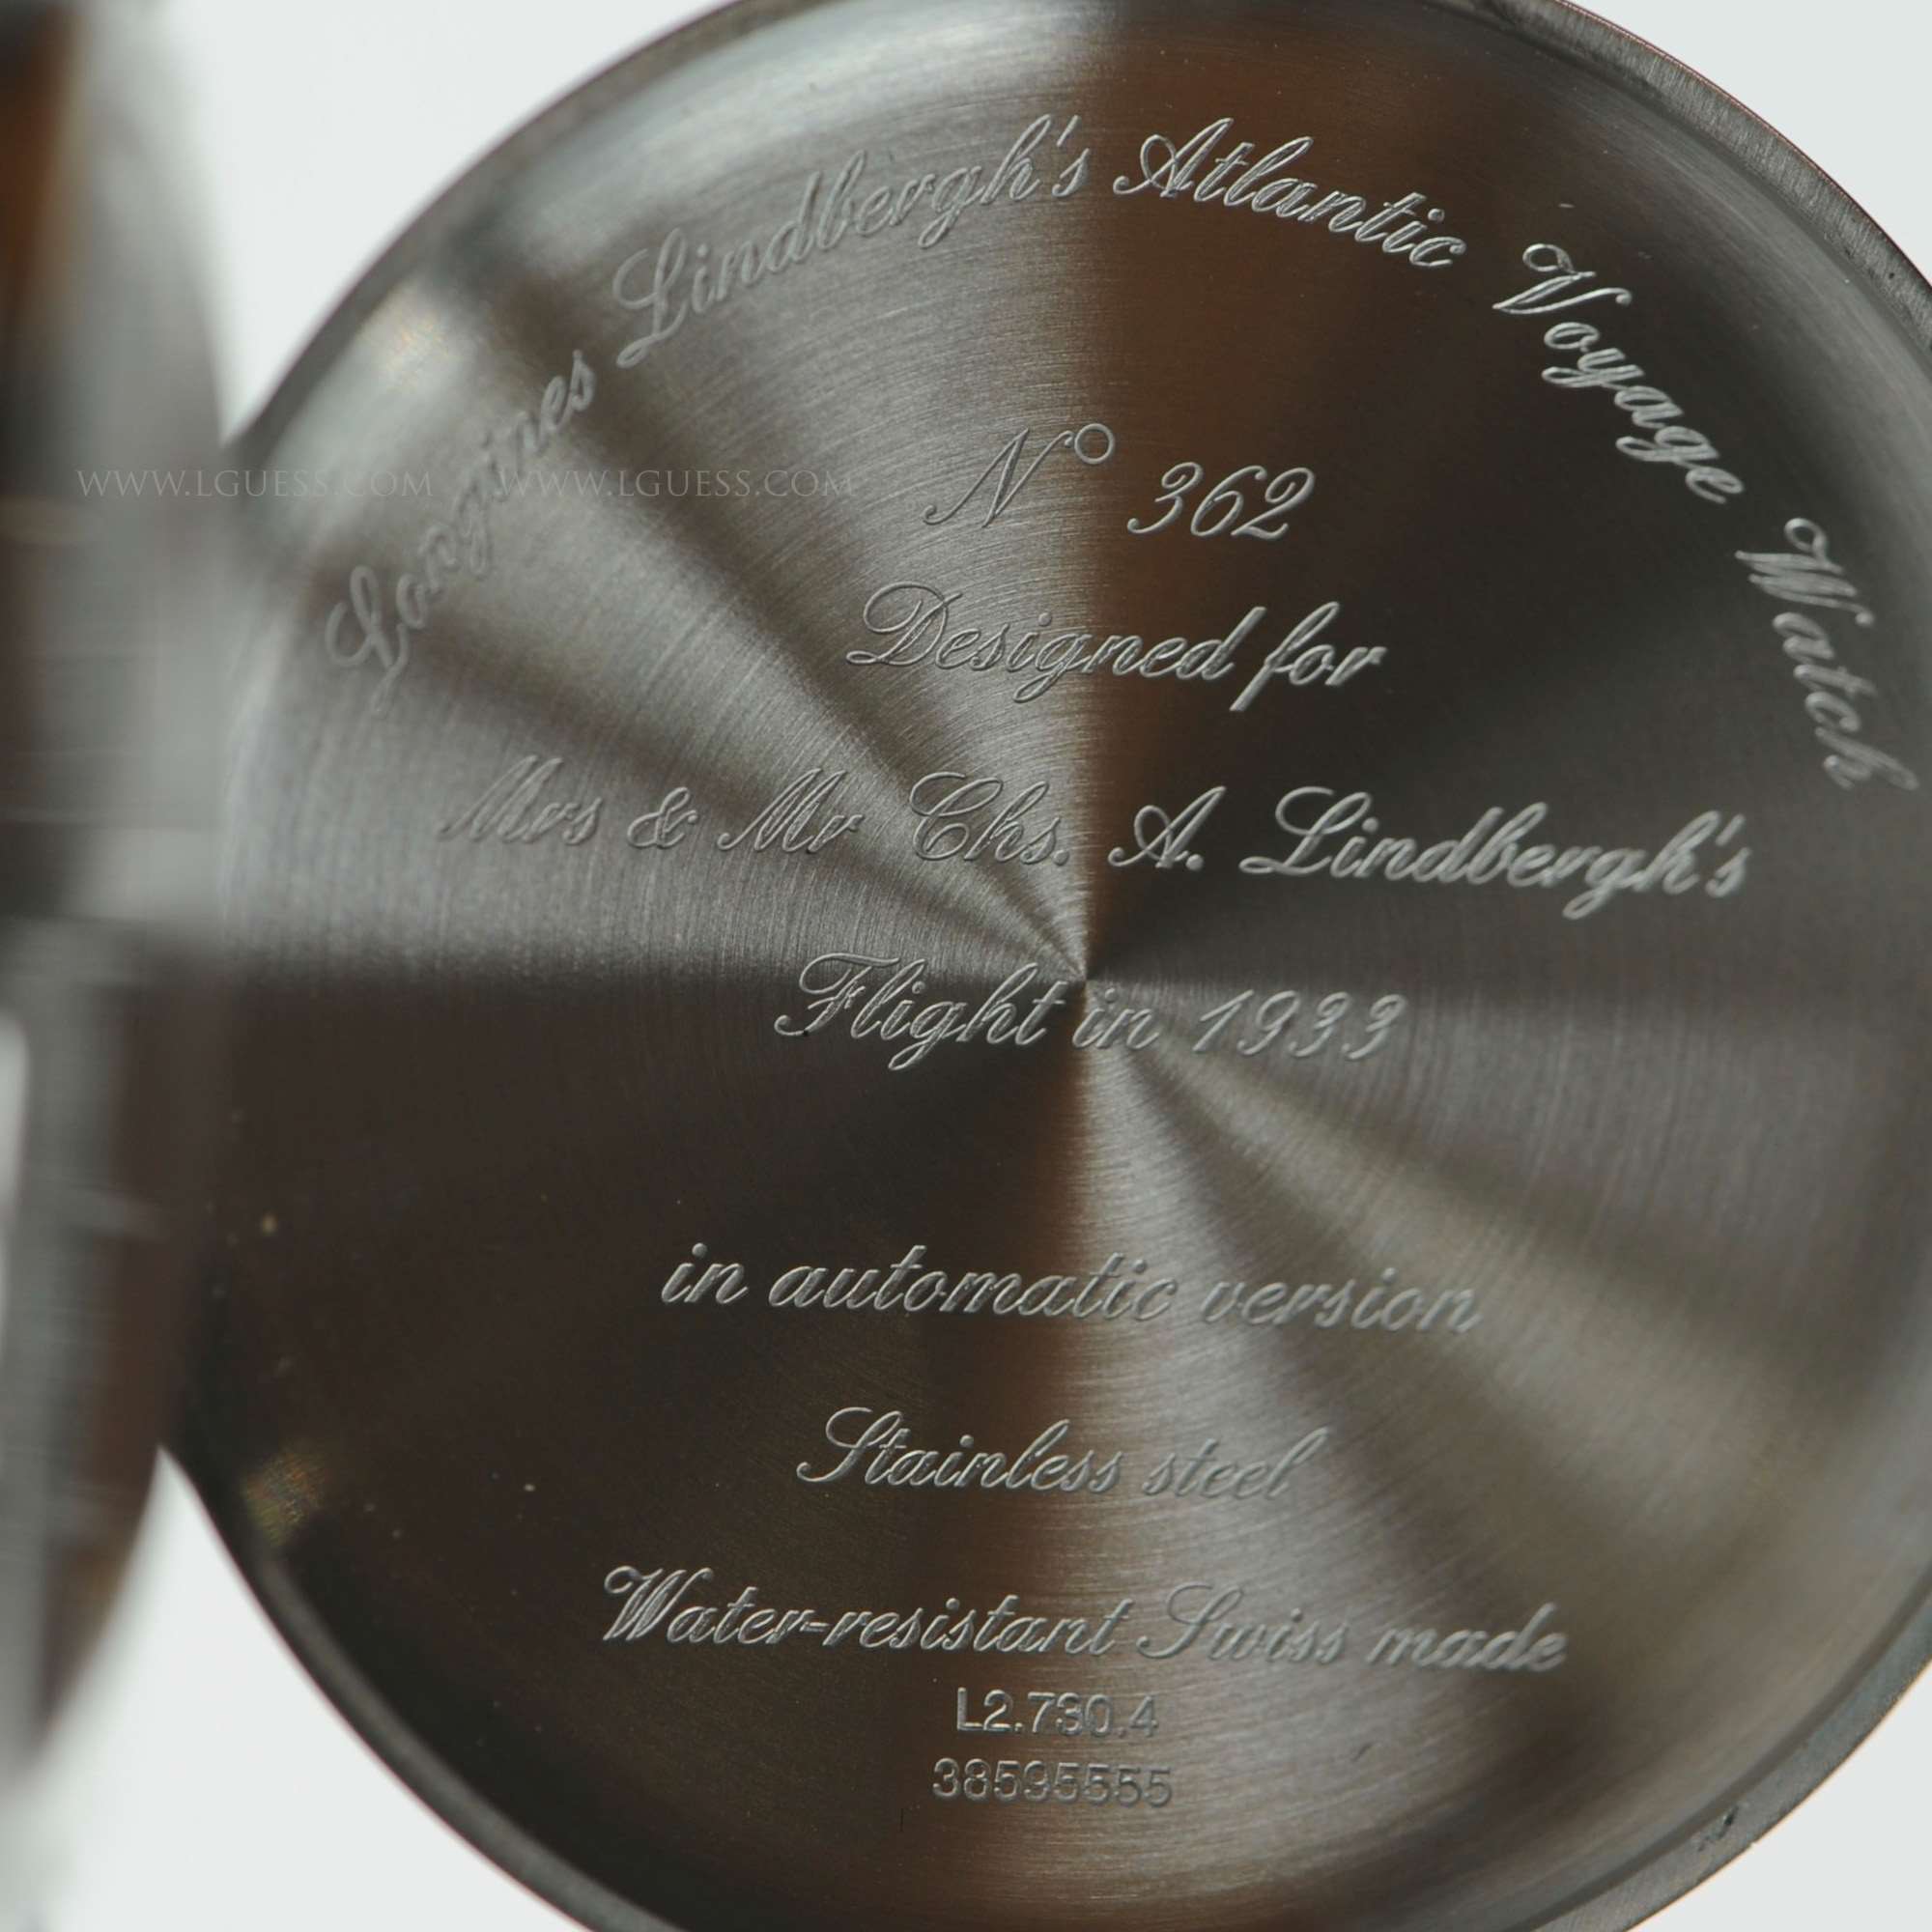 Longines Lindbergh's Atlantic Voyage Watch
WWW.LGUESS.COM WWW.LGUESS.COM
N° 362
Designed for
Mrs & Mr Chs. A. Lindbergh's
Flight in 1933
in automatic version
Stainless steel
Water-resistant Swiss made
L2.730.4
38595555